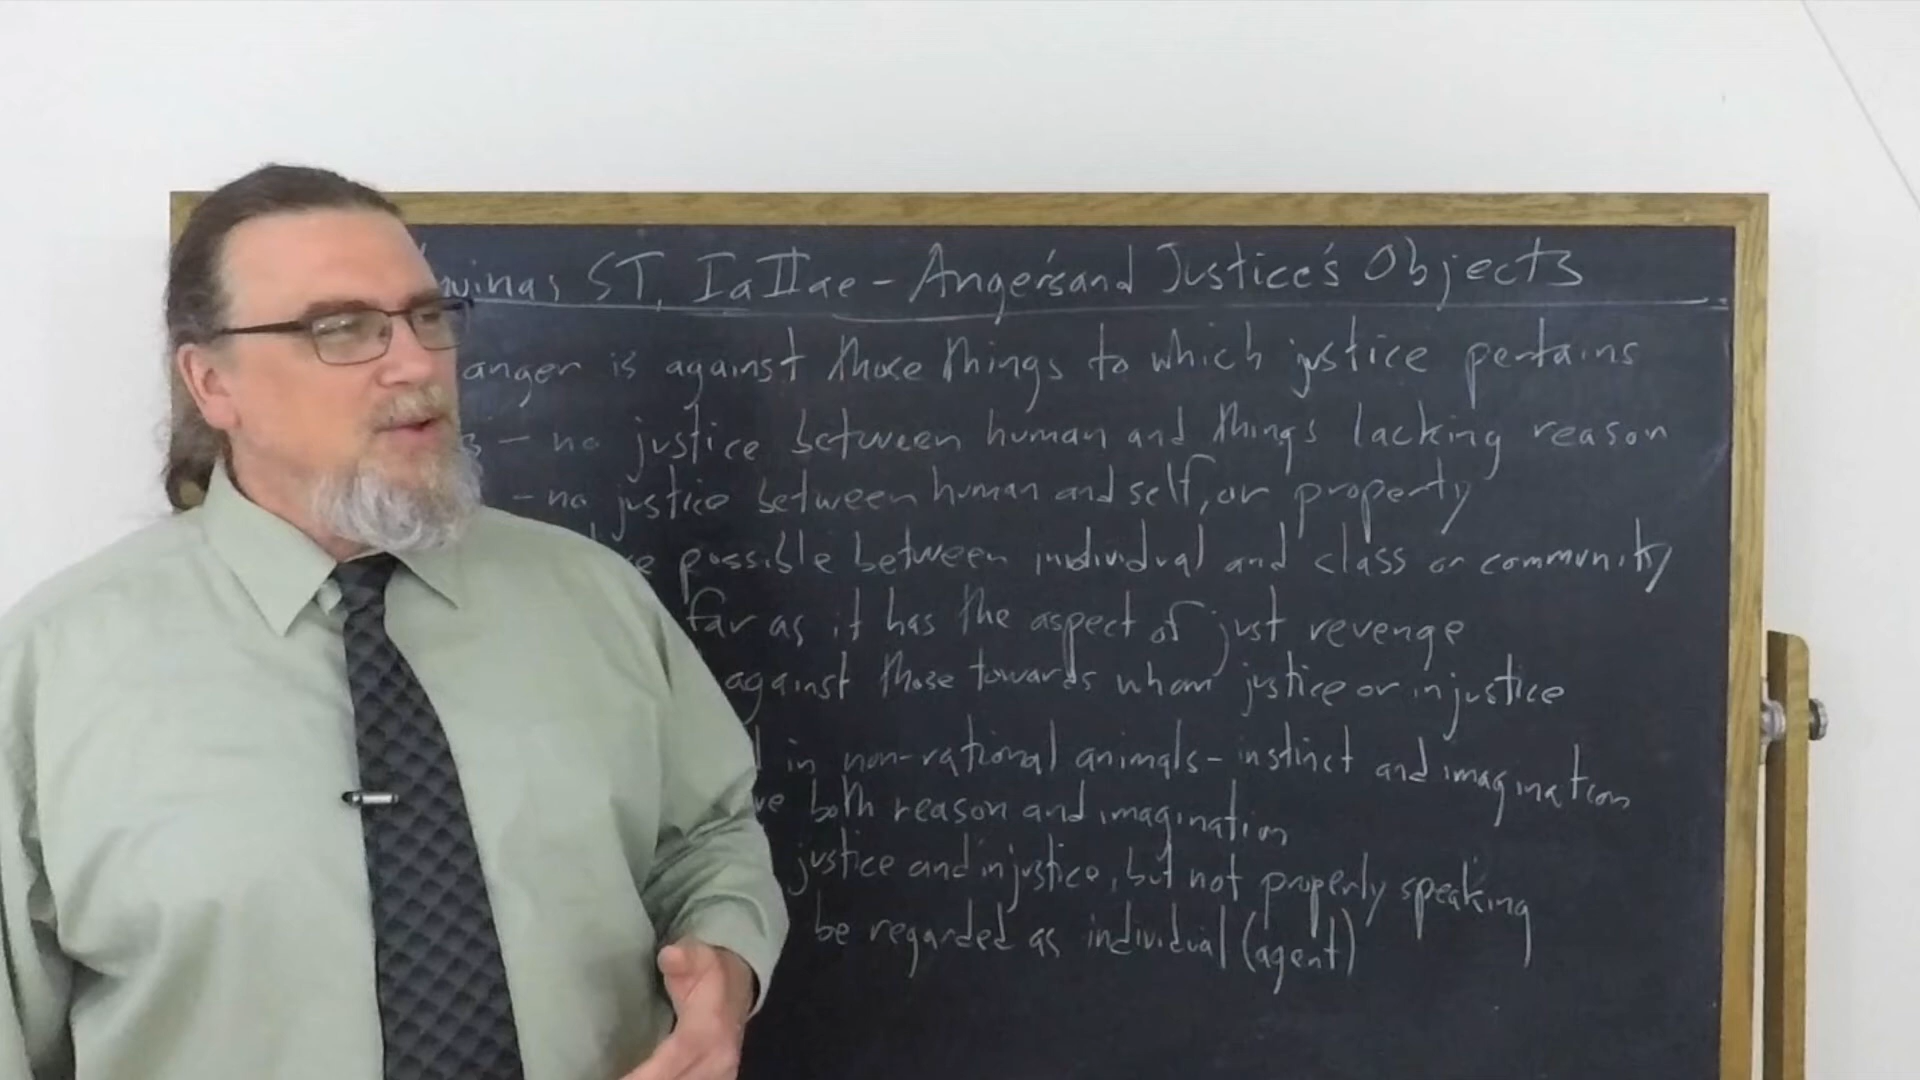 ST, IaIIae - Anger's and Justice's Objects
anger is against those things to which justice pertains
- no justice between human and things lacking reason
- no justice between human and self, or property
possible between individual and class or community
far as it has the aspect of just revenge
against those towards whom justice or injustice
in non-rational animals - instinct and imagination
both reason and imagination
justice and injustice, but not properly speaking
be regarded as individual (agent)